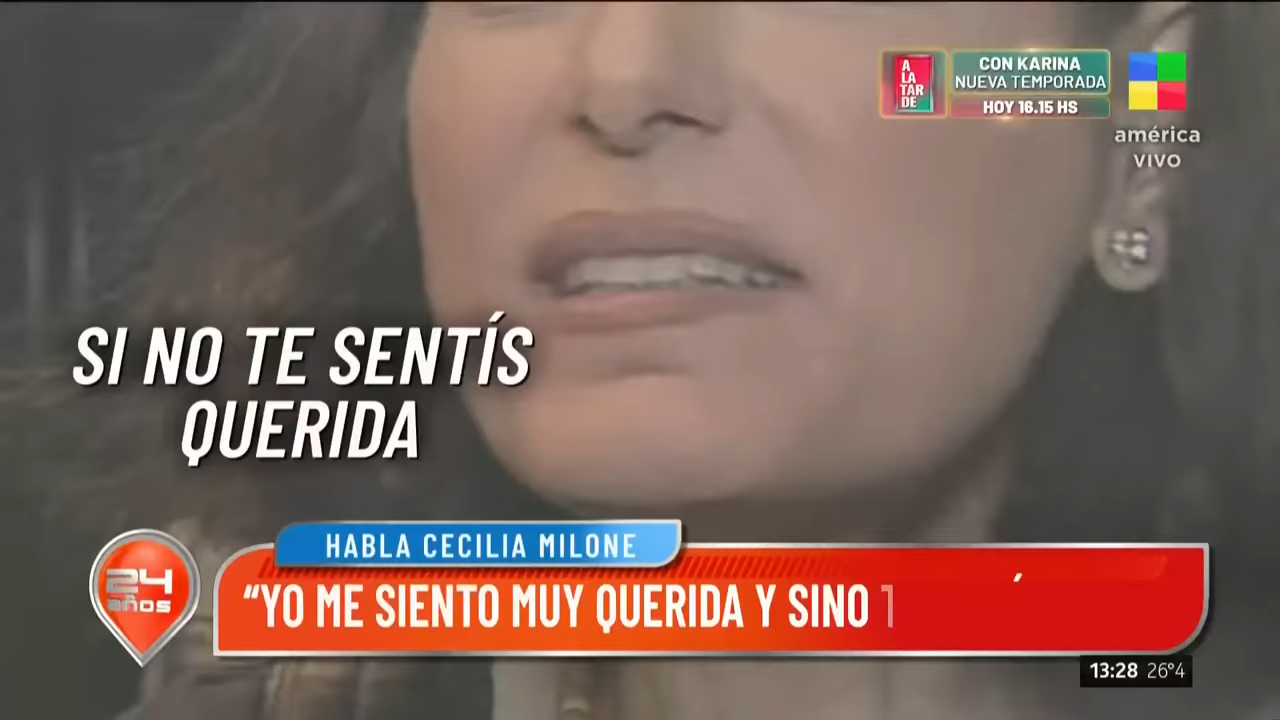 A
LA
TAR
DE
CON KARINA
NUEVA TEMPORADA
HOY 16.15 HS
américa
VIVO
SI NO TE SENTÍS
QUERIDA
HABLA CECILIA MILONE
24
años
“YO ME SIENTO MUY QUERIDA Y SINO
13:28 26°4